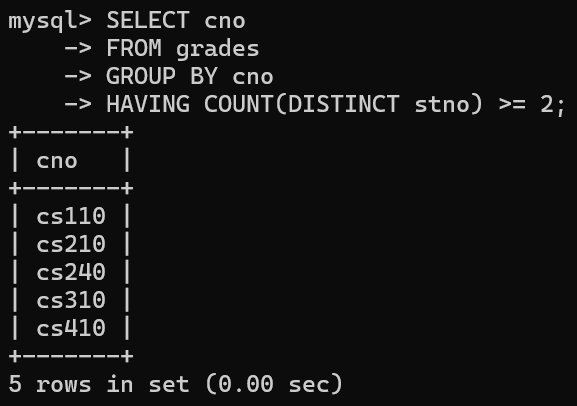 mysql> SELECT cno
    -> FROM grades
    -> GROUP BY cno
    -> HAVING COUNT(DISTINCT stno) >= 2;
+-------+
| cno   |
+-------+
| cs110 |
| cs210 |
| cs240 |
| cs310 |
| cs410 |
+-------+
5 rows in set (0.00 sec)